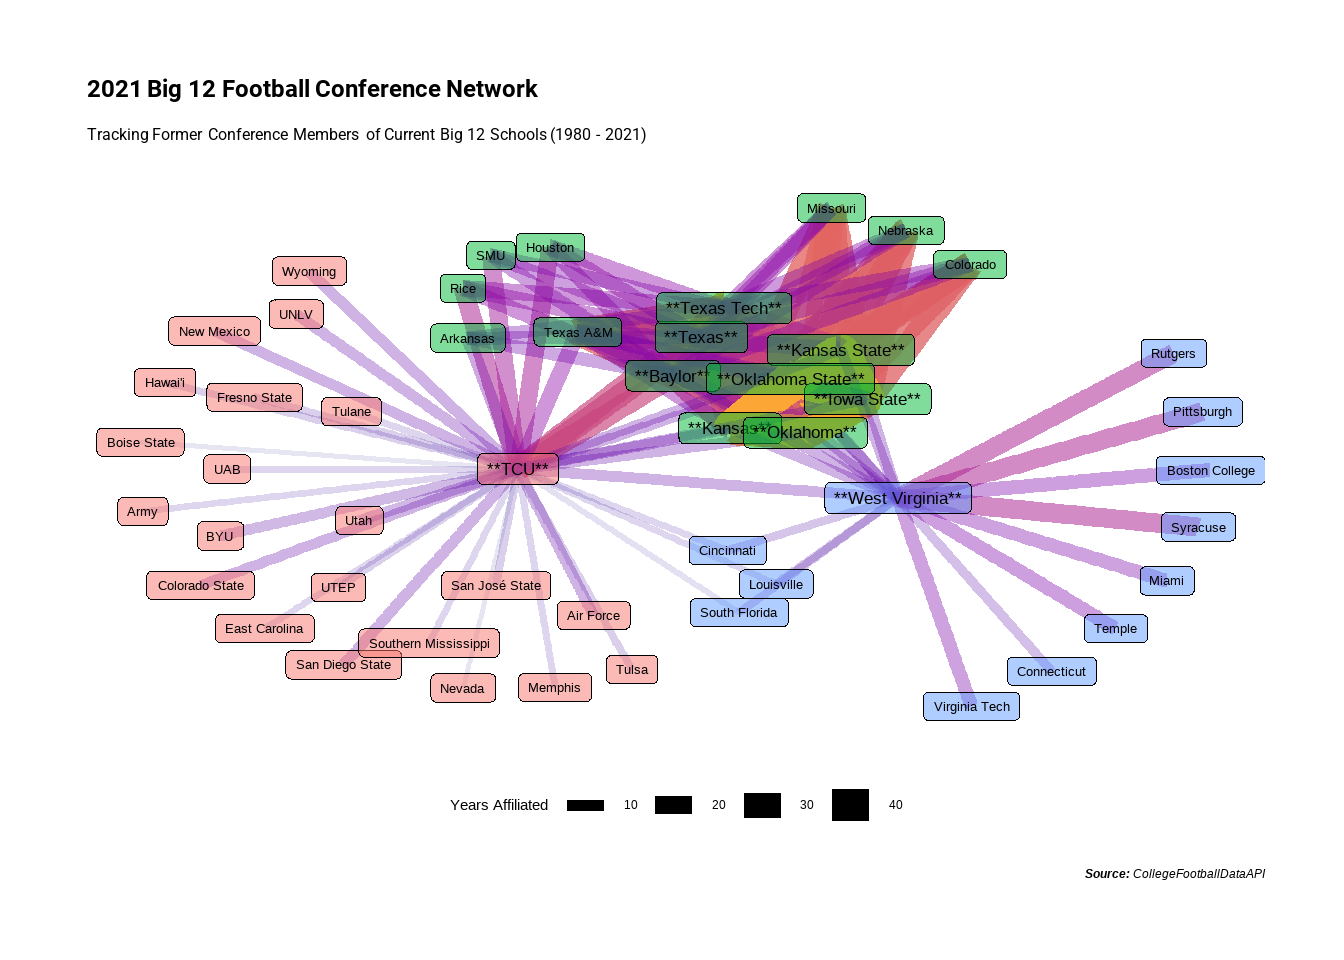 2021 Big 12 Football Conference Network
Tracking Former Conference Members of Current Big 12 Schools (1980 - 2021)
Missouri
Nebraska
Houston
SMU
Colorado
Wyoming
Rice
**Texas Tech**
UNLV
New Mexico
Texas A&M
Arkansas
**Texas**
**Kansas State**
Rutgers
**Baylor**
**Oklahoma State**
Hawai'i
Fresno State
**Iowa State**
Tulane
Pittsburgh
**Kansas**
**Oklahoma**
Boise State
UAB
**TCU**
Boston College
**West Virginia**
Army
Utah
Syracuse
BYU
Cincinnati
Colorado State
UTEP
San José State
Louisville
Miami
South Florida
Air Force
East Carolina
Temple
Southern Mississippi
San Diego State
Tulsa
Connecticut
Nevada
Memphis
Virginia Tech
Years Affiliated 10 20 30 40
Source: CollegeFootballDataAPI